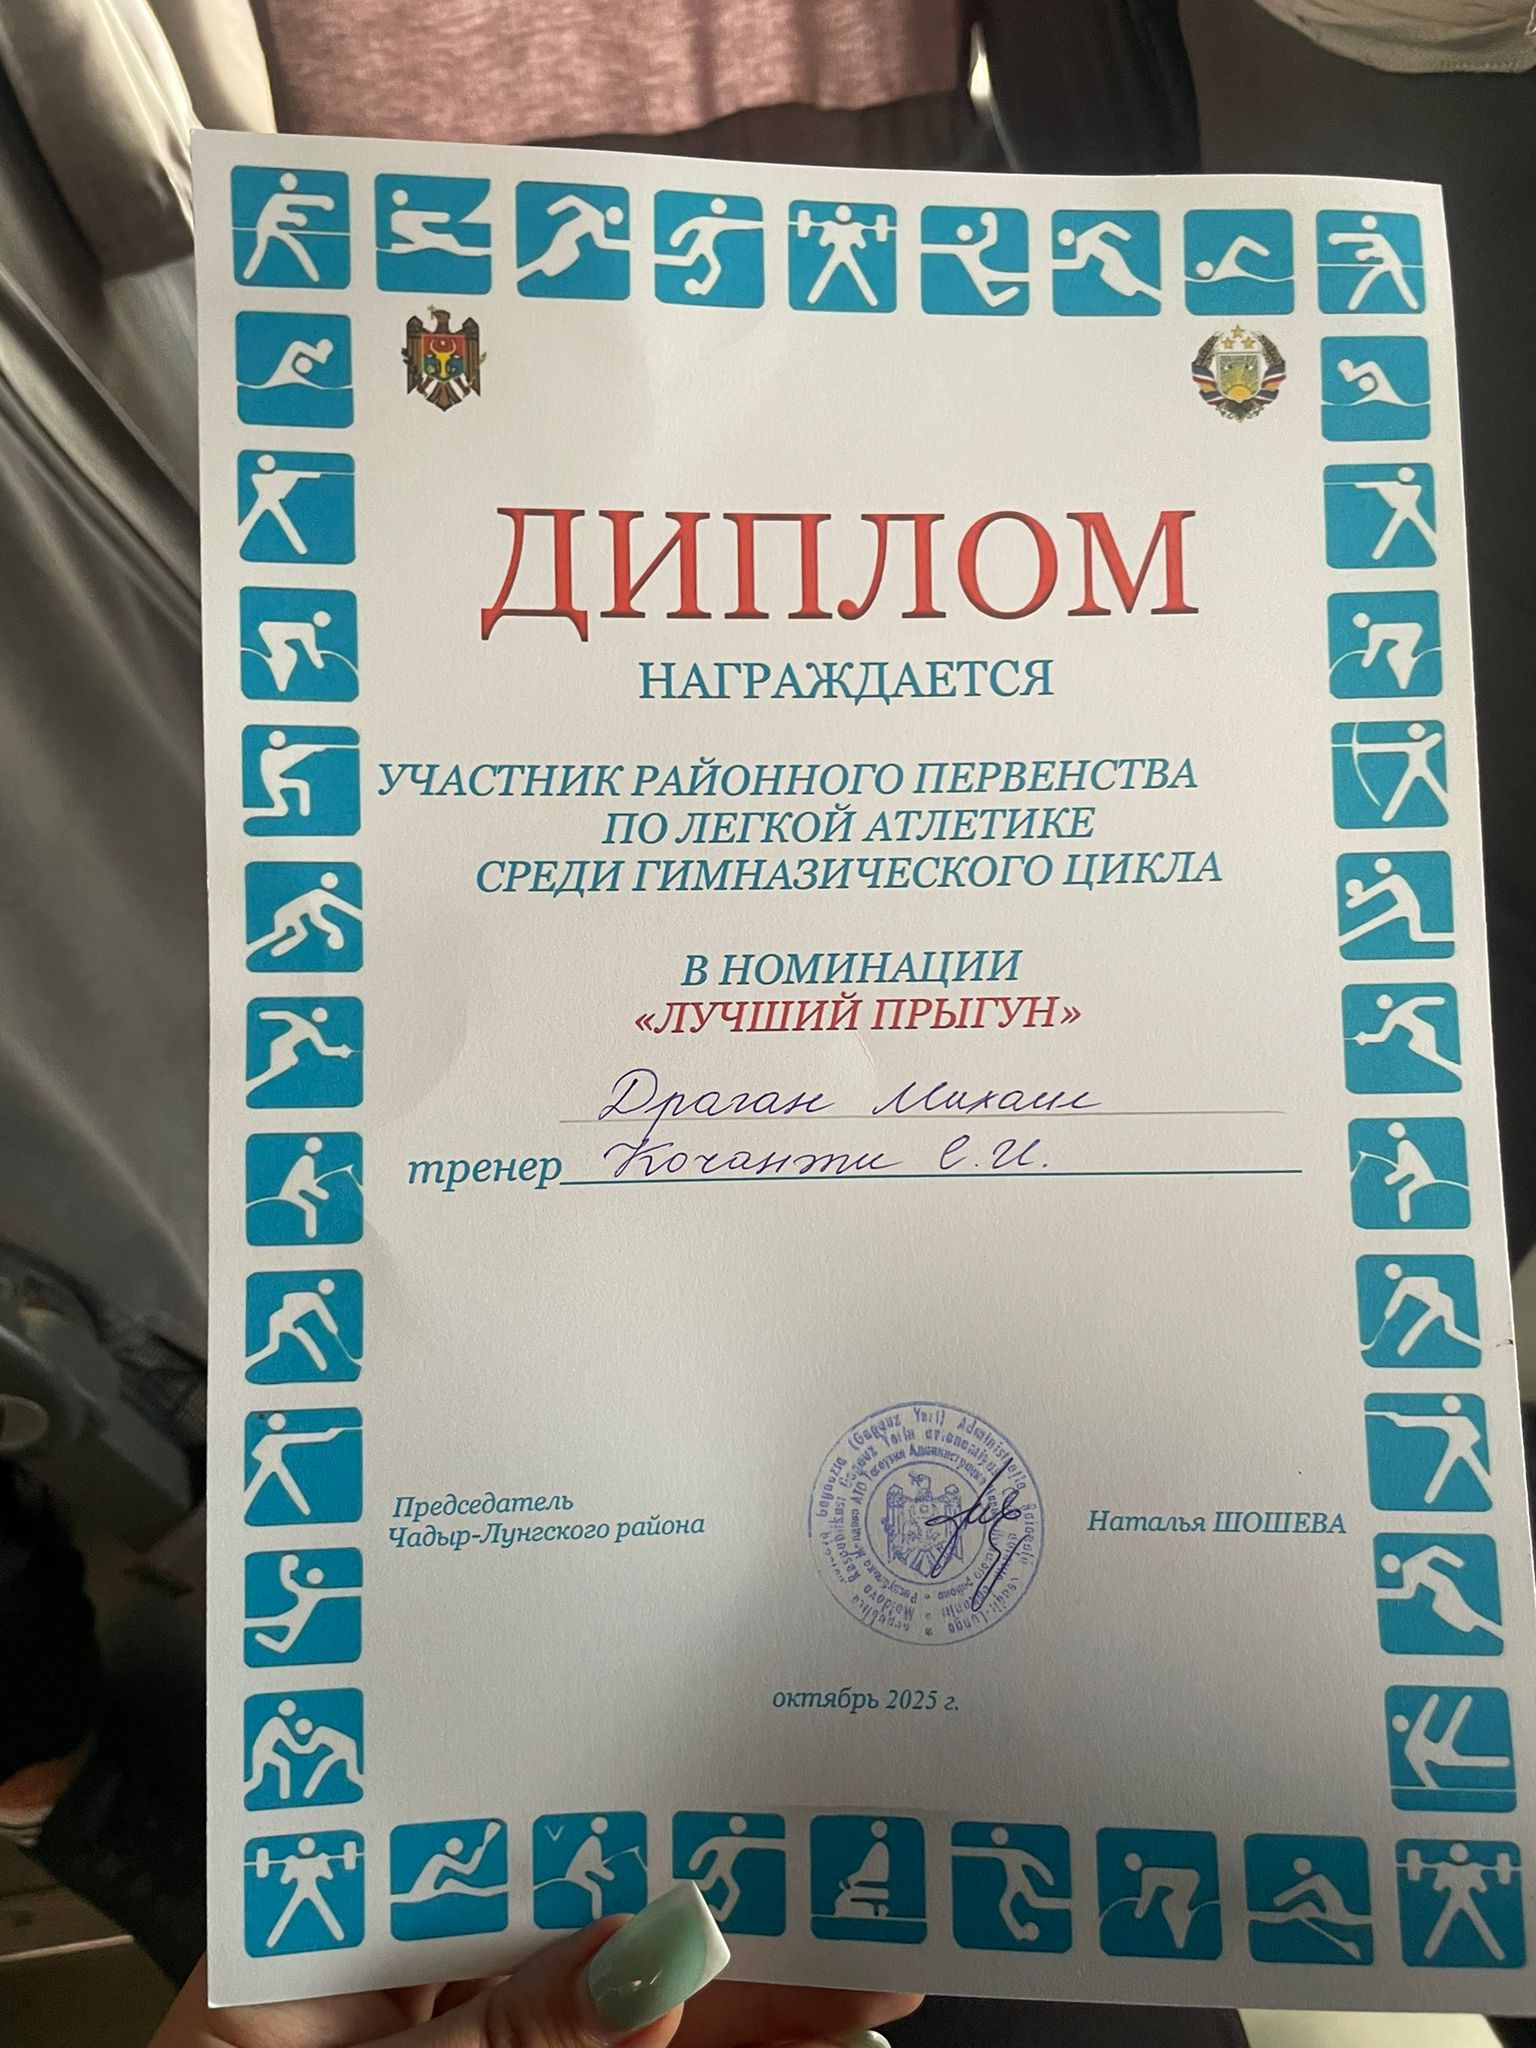 ДИПЛОМ
НАГРАЖДАЕТСЯ
УЧАСТНИК РАЙОННОГО ПЕРВЕНСТВА
ПО ЛЕГКОЙ АТЛЕТИКЕ
СРЕДИ ГИМНАЗИЧЕСКОГО ЦИКЛА
В НОМИНАЦИИ
«ЛУЧШИЙ ПРЫГУН»
Драган Михаил
тренер Кочанжи С.И.
Председатель
Чадыр-Лунгского района
Наталья ШОШЕВА
октябрь 2025 г.